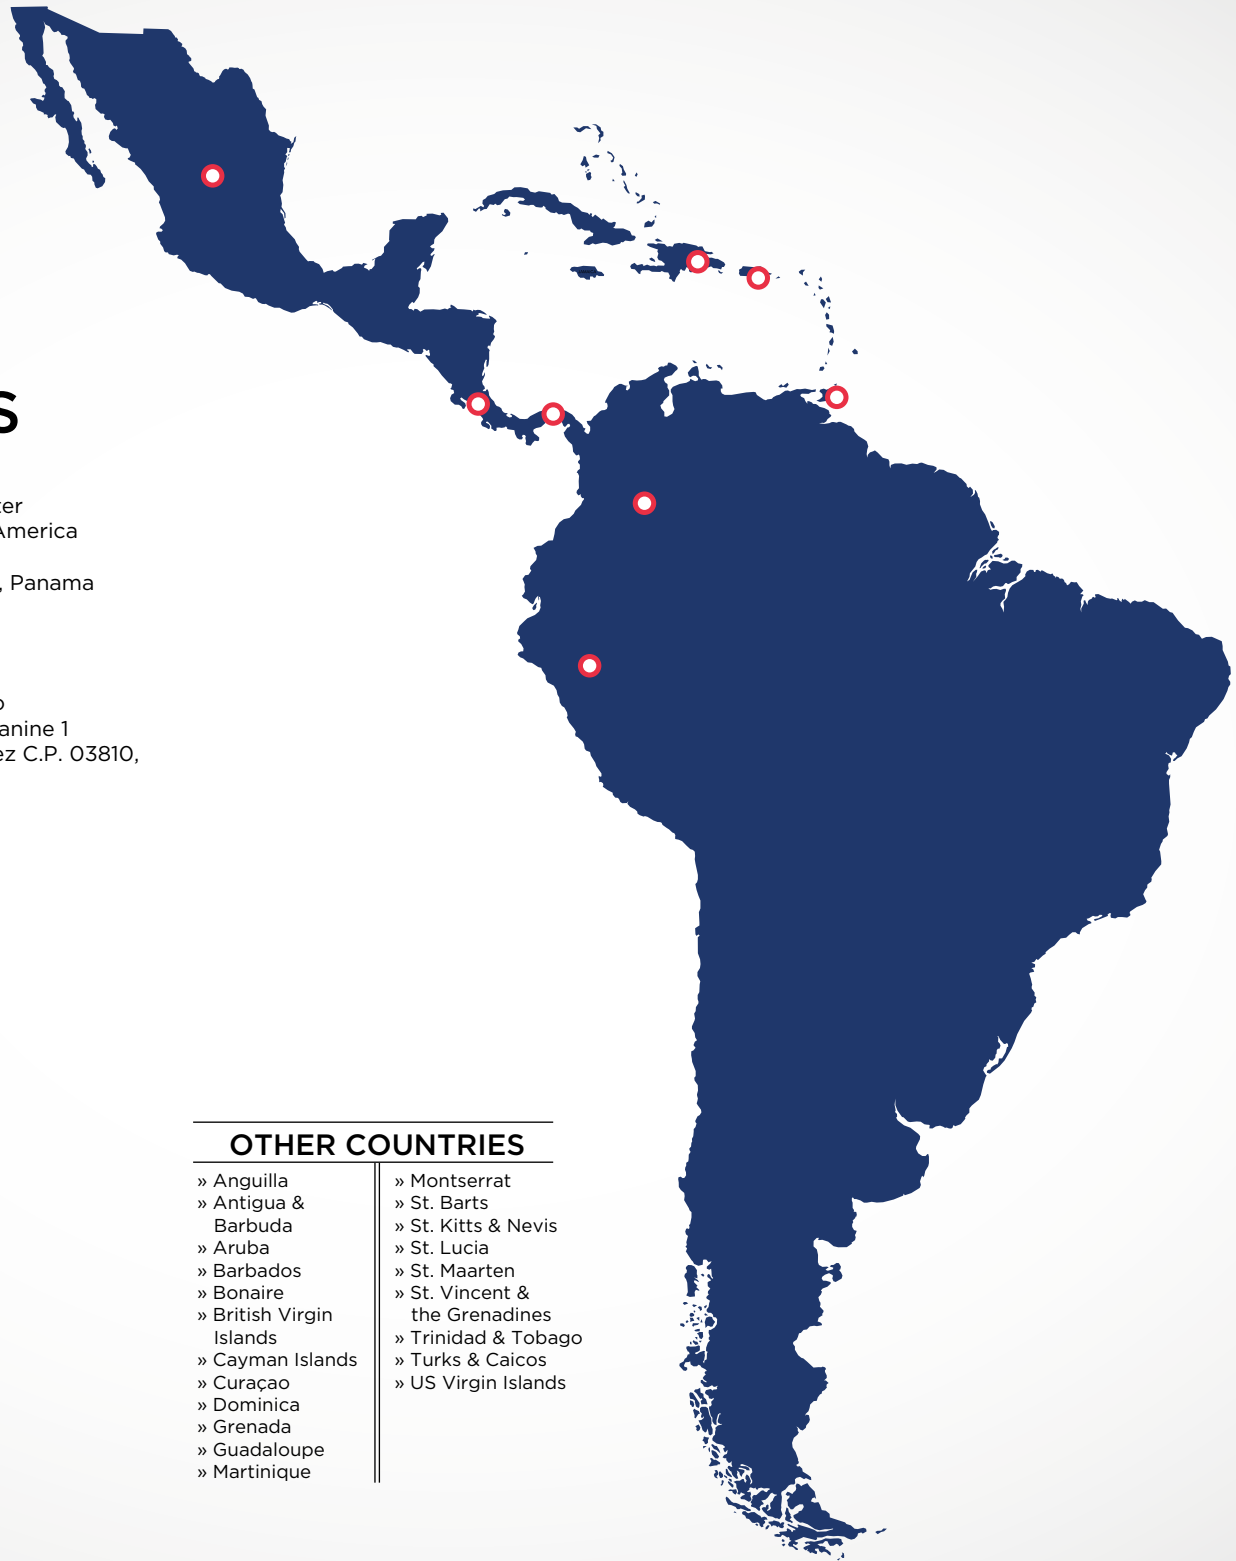 S
ter
America
, Panama
o
anine 1
ez C.P. 03810,
OTHER COUNTRIES
» Anguilla
» Antigua &
Barbuda
» Aruba
» Barbados
» Bonaire
» British Virgin
Islands
» Cayman Islands
» Curaçao
» Dominica
» Grenada
» Guadaloupe
» Martinique
» Montserrat
» St. Barts
» St. Kitts & Nevis
» St. Lucia
» St. Maarten
» St. Vincent &
the Grenadines
» Trinidad & Tobago
» Turks & Caicos
» US Virgin Islands